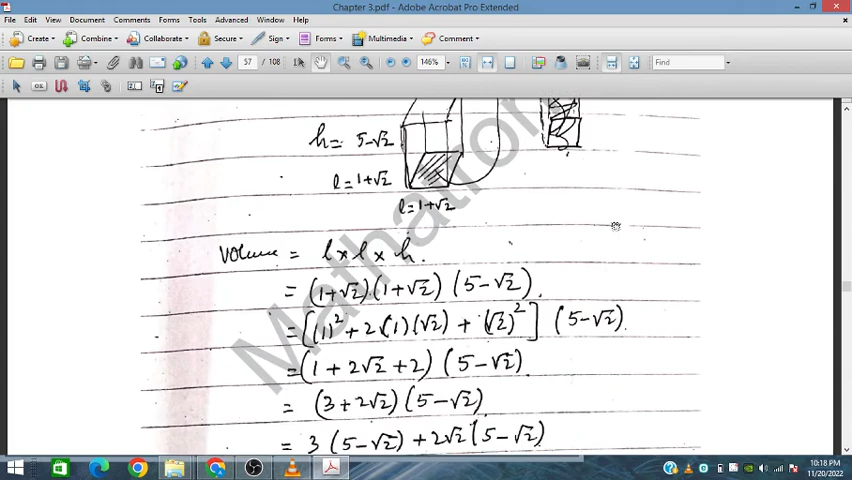 Chapter 3.pdf - Adobe Acrobat Pro Extended
File Edit View Document Comments Forms Tools Advanced Window Help
Create Combine Collaborate Secure Sign Forms Multimedia Comment
57 / 108 146% Find
h = 5-√2
l = 1+√2
l = 1+√2
Volume = l × l × h.
= (1+√2)(1+√2) (5-√2).
= [(1)² + 2(1)(√2) + (√2)²] (5-√2).
= (1 + 2√2 + 2) (5-√2).
= (3+2√2) (5-√2).
= 3 (5-√2) + 2√2 (5-√2)
10:18 PM
11/20/2022